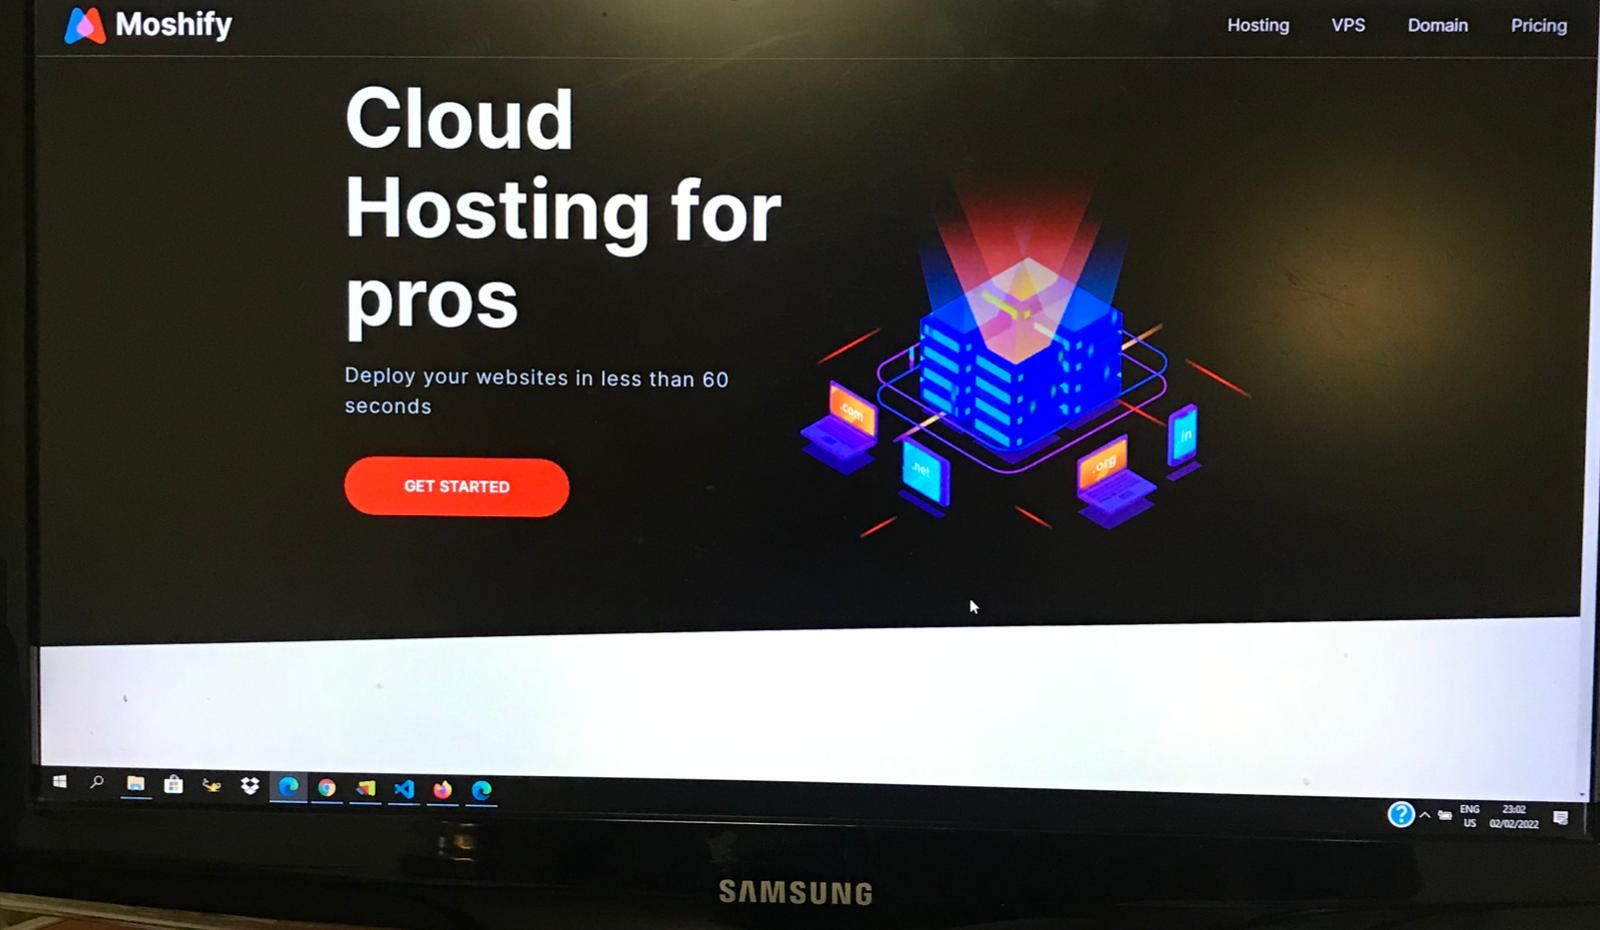 Moshify
Hosting VPS Domain Pricing
Cloud
Hosting for
pros
Deploy your websites in less than 60
seconds
GET STARTED
.com
.net
.org
.in
ENG
US
23:02
02/02/2022
SAMSUNG